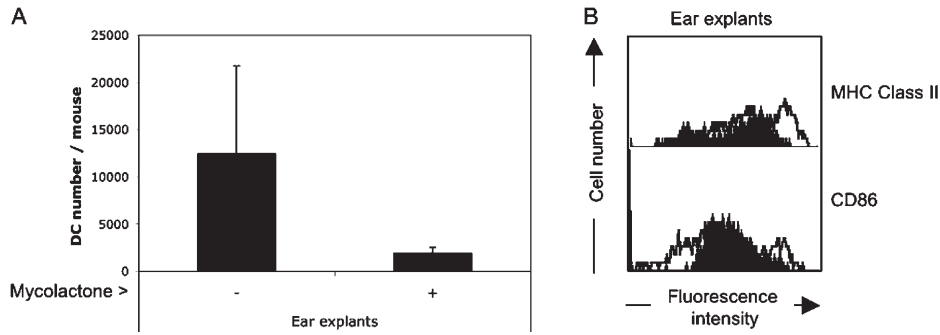 A
DC number / mouse
25000
20000
15000
10000
5000
0
Mycolactone >
- +
Ear explants
B
Ear explants
Cell number
MHC Class II
CD86
Fluorescence
intensity